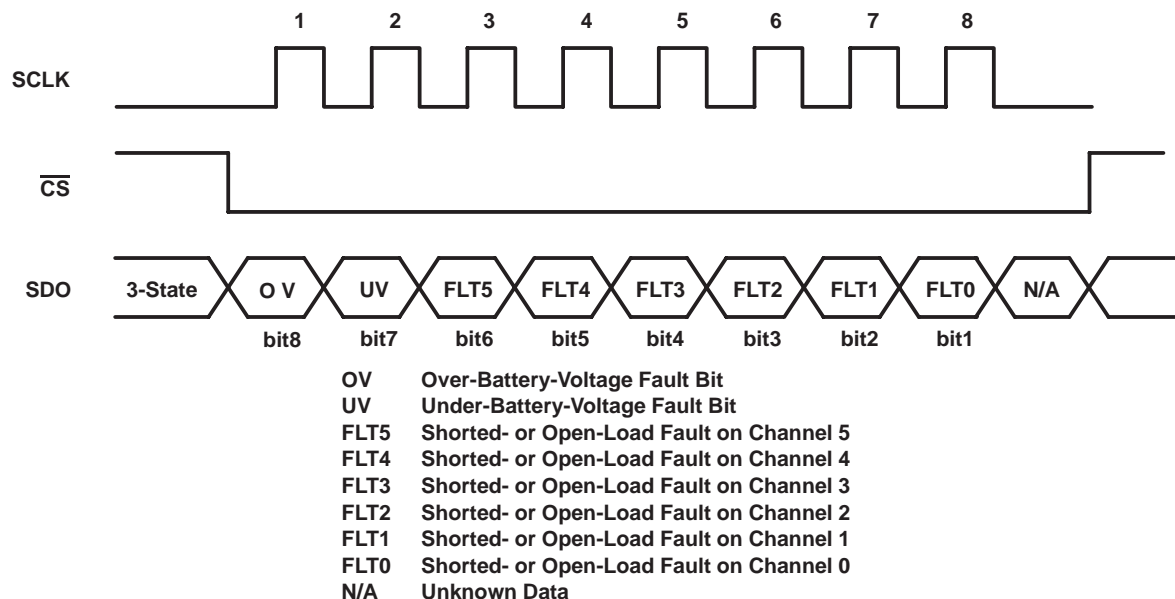 1 2 3 4 5 6 7 8
SCLK
CS
SDO 3-State O V UV FLT5 FLT4 FLT3 FLT2 FLT1 FLT0 N/A
bit8 bit7 bit6 bit5 bit4 bit3 bit2 bit1
OV Over-Battery-Voltage Fault Bit
UV Under-Battery-Voltage Fault Bit
FLT5 Shorted- or Open-Load Fault on Channel 5
FLT4 Shorted- or Open-Load Fault on Channel 4
FLT3 Shorted- or Open-Load Fault on Channel 3
FLT2 Shorted- or Open-Load Fault on Channel 2
FLT1 Shorted- or Open-Load Fault on Channel 1
FLT0 Shorted- or Open-Load Fault on Channel 0
N/A Unknown Data